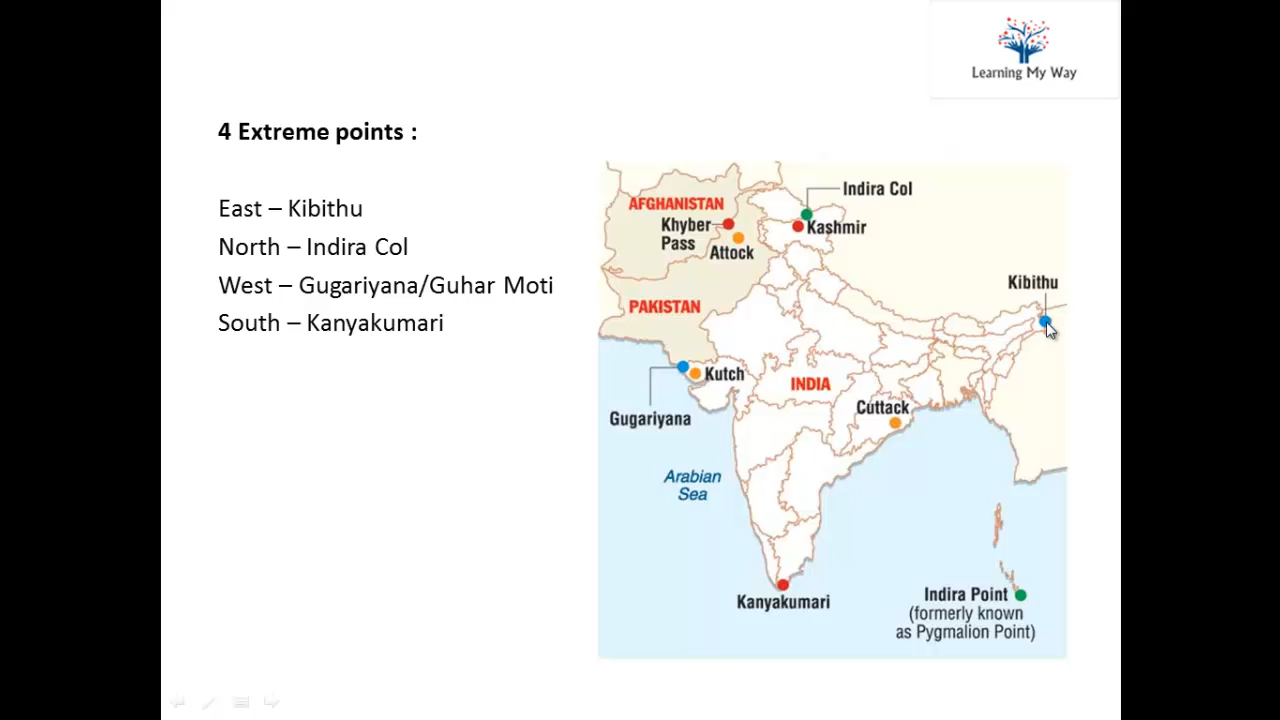 Learning My Way
4 Extreme points :
East – Kibithu
North – Indira Col
West – Gugariyana/Guhar Moti
South – Kanyakumari
Indira Col
AFGHANISTAN
Khyber
Pass
Kashmir
Attock
Kibithu
PAKISTAN
Kutch
INDIA
Cuttack
Gugariyana
Arabian
Sea
Indira Point
(formerly known
as Pygmalion Point)
Kanyakumari